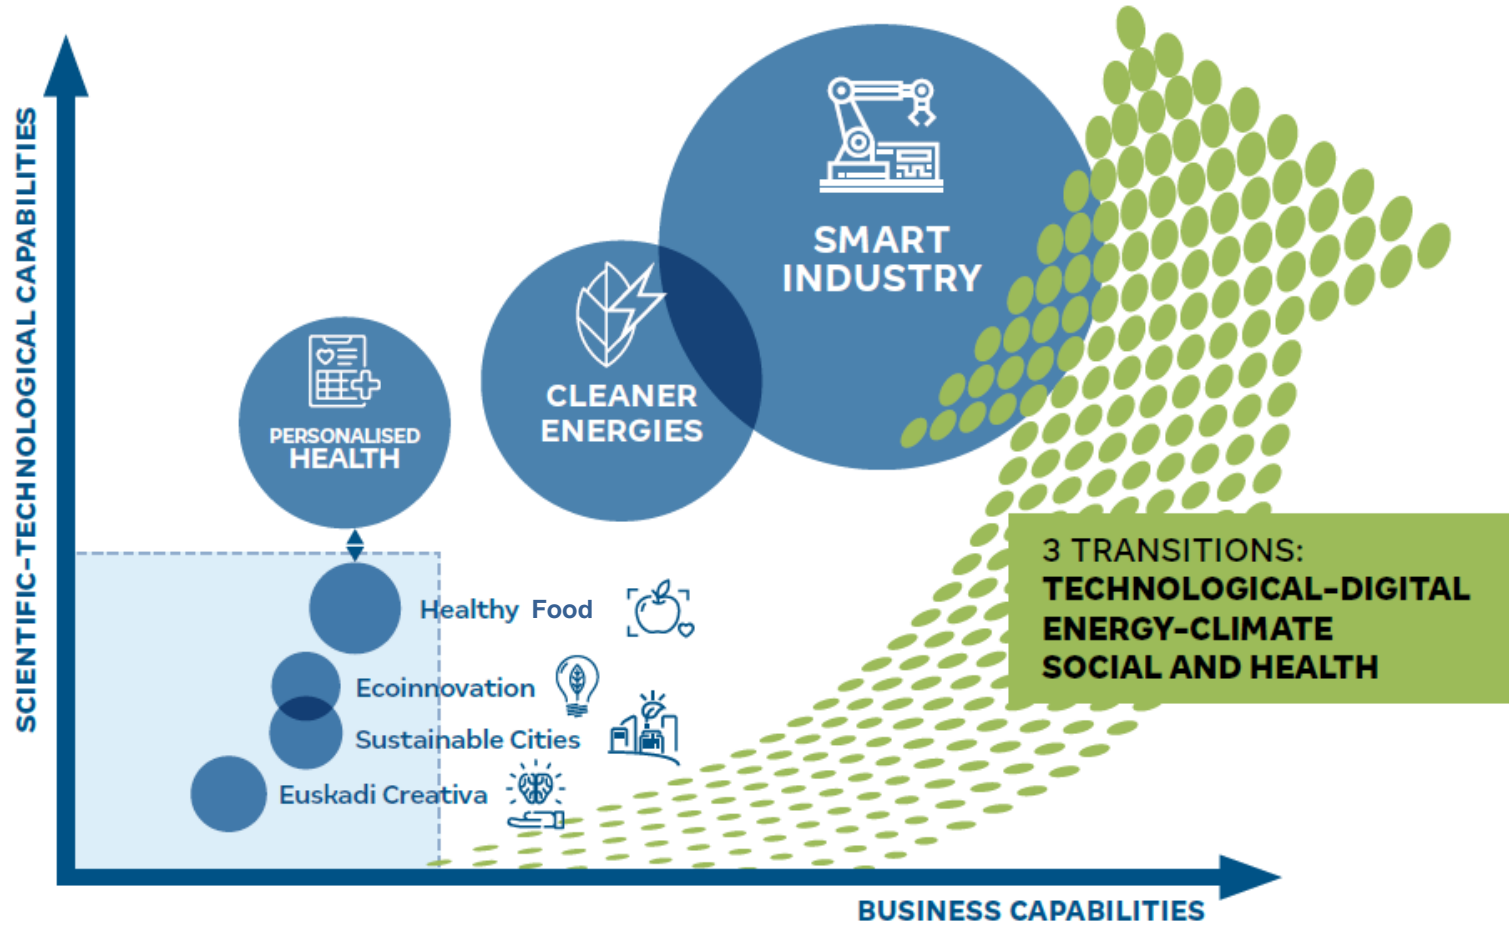 SCIENTIFIC-TECHNOLOGICAL CAPABILITIES
SMART
INDUSTRY
CLEANER
ENERGIES
PERSONALISED
HEALTH
Healthy Food
Ecoinnovation
Sustainable Cities
Euskadi Creativa
3 TRANSITIONS:
TECHNOLOGICAL-DIGITAL
ENERGY-CLIMATE
SOCIAL AND HEALTH
BUSINESS CAPABILITIES